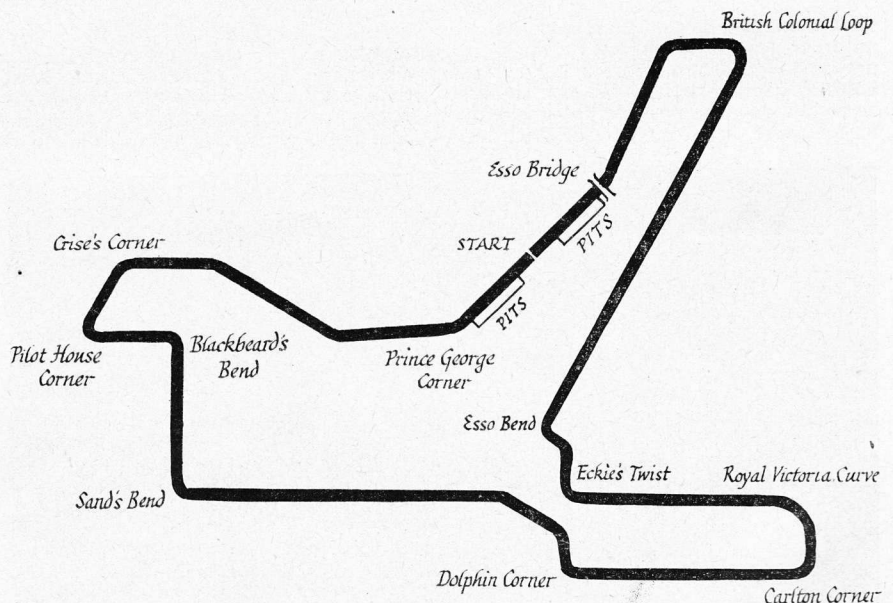 British Colonial Loop
Esso Bridge
PITS
START
Crise's Corner
PITS
Blackbeard's
Bend
Pilot House
Corner
Prince George
Corner
Esso Bend
Eckie's Twist
Royal Victoria Curve
Sand's Bend
Dolphin Corner
Carlton Corner